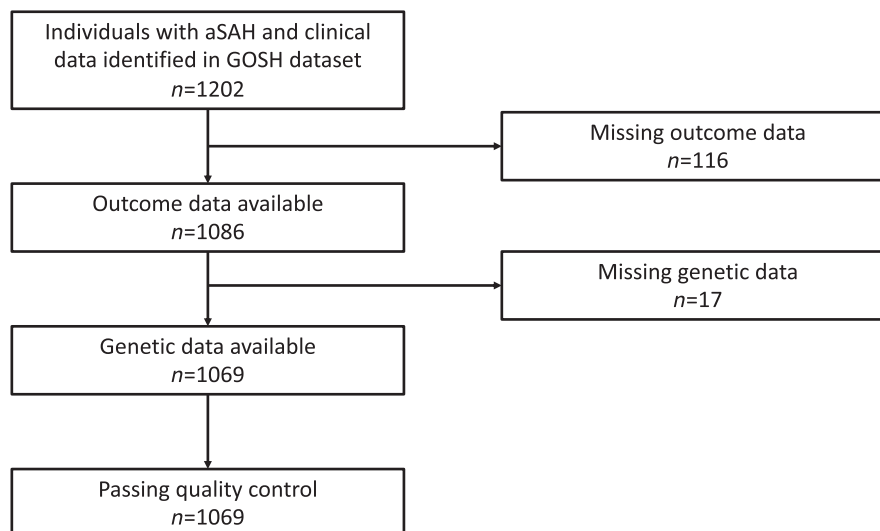 Individuals with aSAH and clinical
data identified in GOSH dataset
n=1202
Missing outcome data
n=116
Outcome data available
n=1086
Missing genetic data
n=17
Genetic data available
n=1069
Passing quality control
n=1069